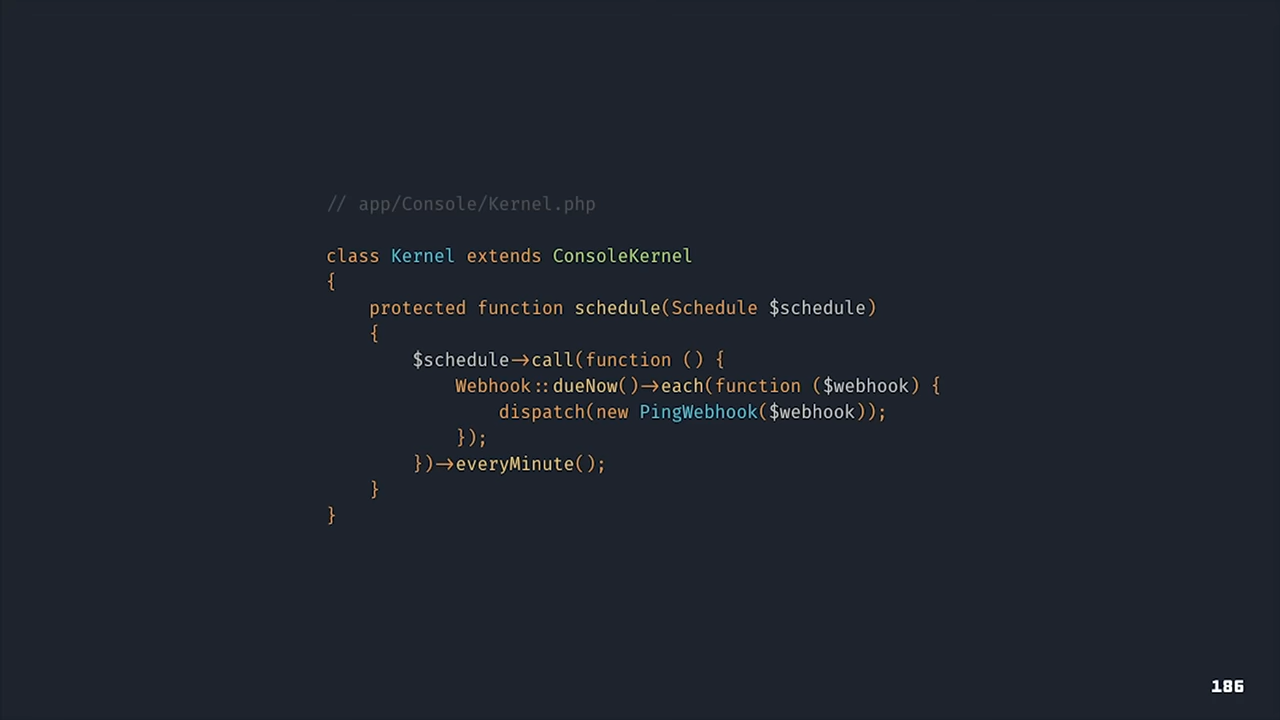 // app/Console/Kernel.php
class Kernel extends ConsoleKernel
{
    protected function schedule(Schedule $schedule)
    {
        $schedule->call(function () {
            Webhook::dueNow()->each(function ($webhook) {
                dispatch(new PingWebhook($webhook));
            });
        })->everyMinute();
    }
}
186